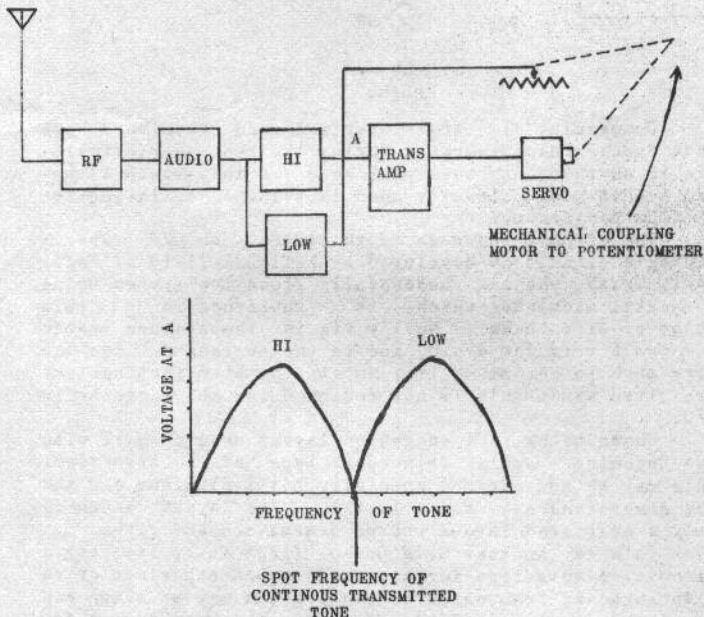 RF
AUDIO
HI
A
TRANS
AMP
SERVO
LOW
MECHANICAL COUPLING
MOTOR TO POTENTIOMETER
VOLTAGE AT A
HI
LOW
FREQUENCY OF TONE
SPOT FREQUENCY OF
CONTINOUS TRANSMITTED
TONE